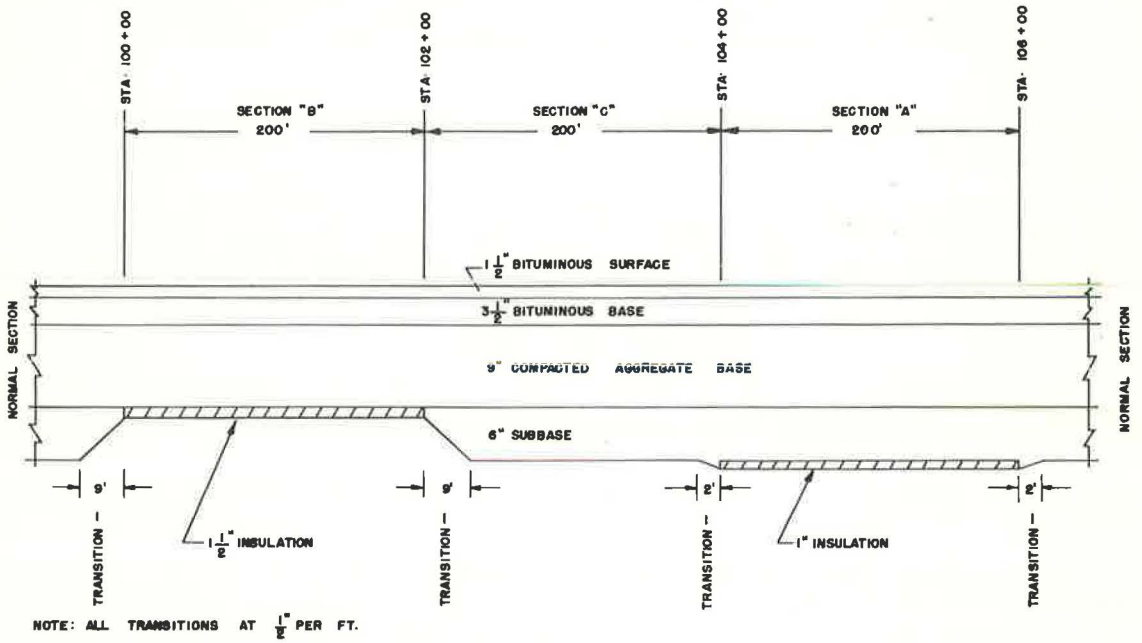 STA· 100 + 00
STA· 102 + 00
STA· 104 + 00
STA· 106 + 00
SECTION "B"
200'
SECTION "C"
200'
SECTION "A"
200'
1 1/2" BITUMINOUS SURFACE
3 1/2" BITUMINOUS BASE
9" COMPACTED AGGREGATE BASE
6" SUBBASE
NORMAL SECTION
NORMAL SECTION
9'
9'
2'
2'
TRANSITION –
TRANSITION –
TRANSITION –
TRANSITION –
1 1/2" INSULATION
1" INSULATION
NOTE: ALL TRANSITIONS AT 1/2" PER FT.